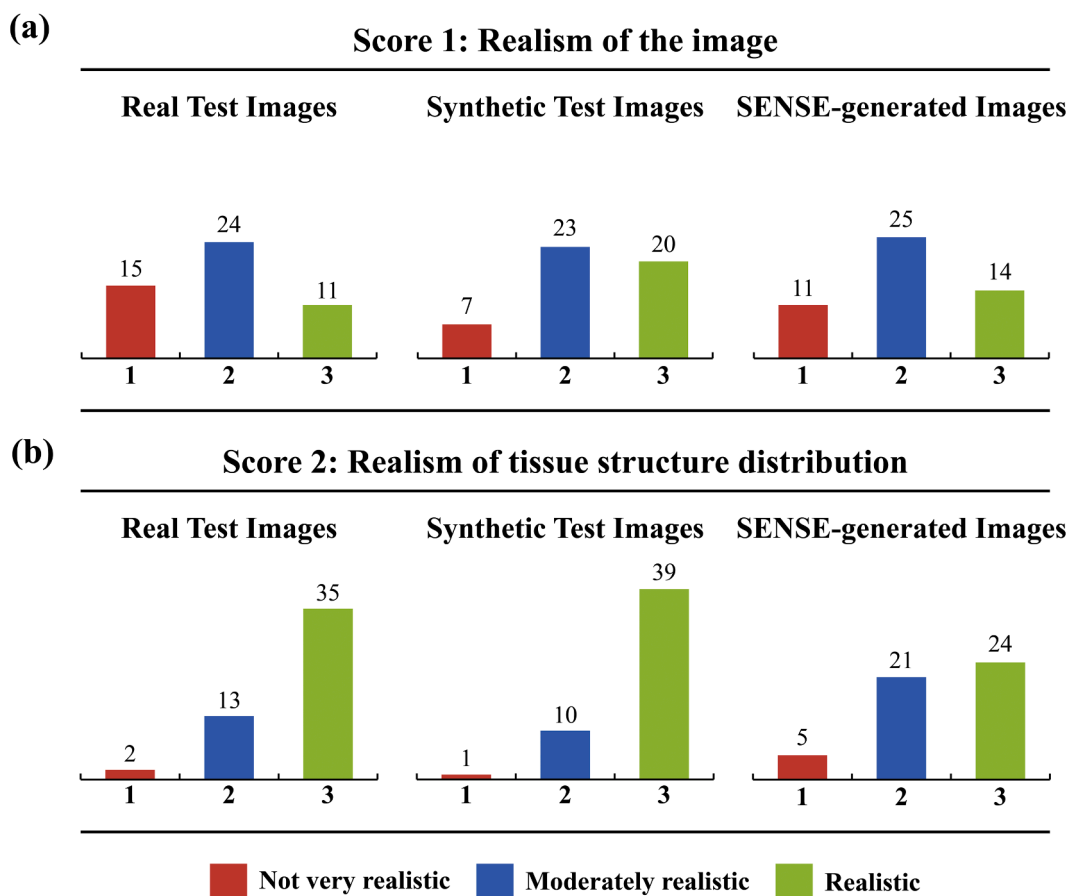 (a)
Score 1: Realism of the image
Real Test Images Synthetic Test Images SENSE-generated Images
15 24 11 7 23 20 11 25 14
1 2 3 1 2 3 1 2 3
(b)
Score 2: Realism of tissue structure distribution
Real Test Images Synthetic Test Images SENSE-generated Images
2 13 35 1 10 39 5 21 24
1 2 3 1 2 3 1 2 3
Not very realistic Moderately realistic Realistic